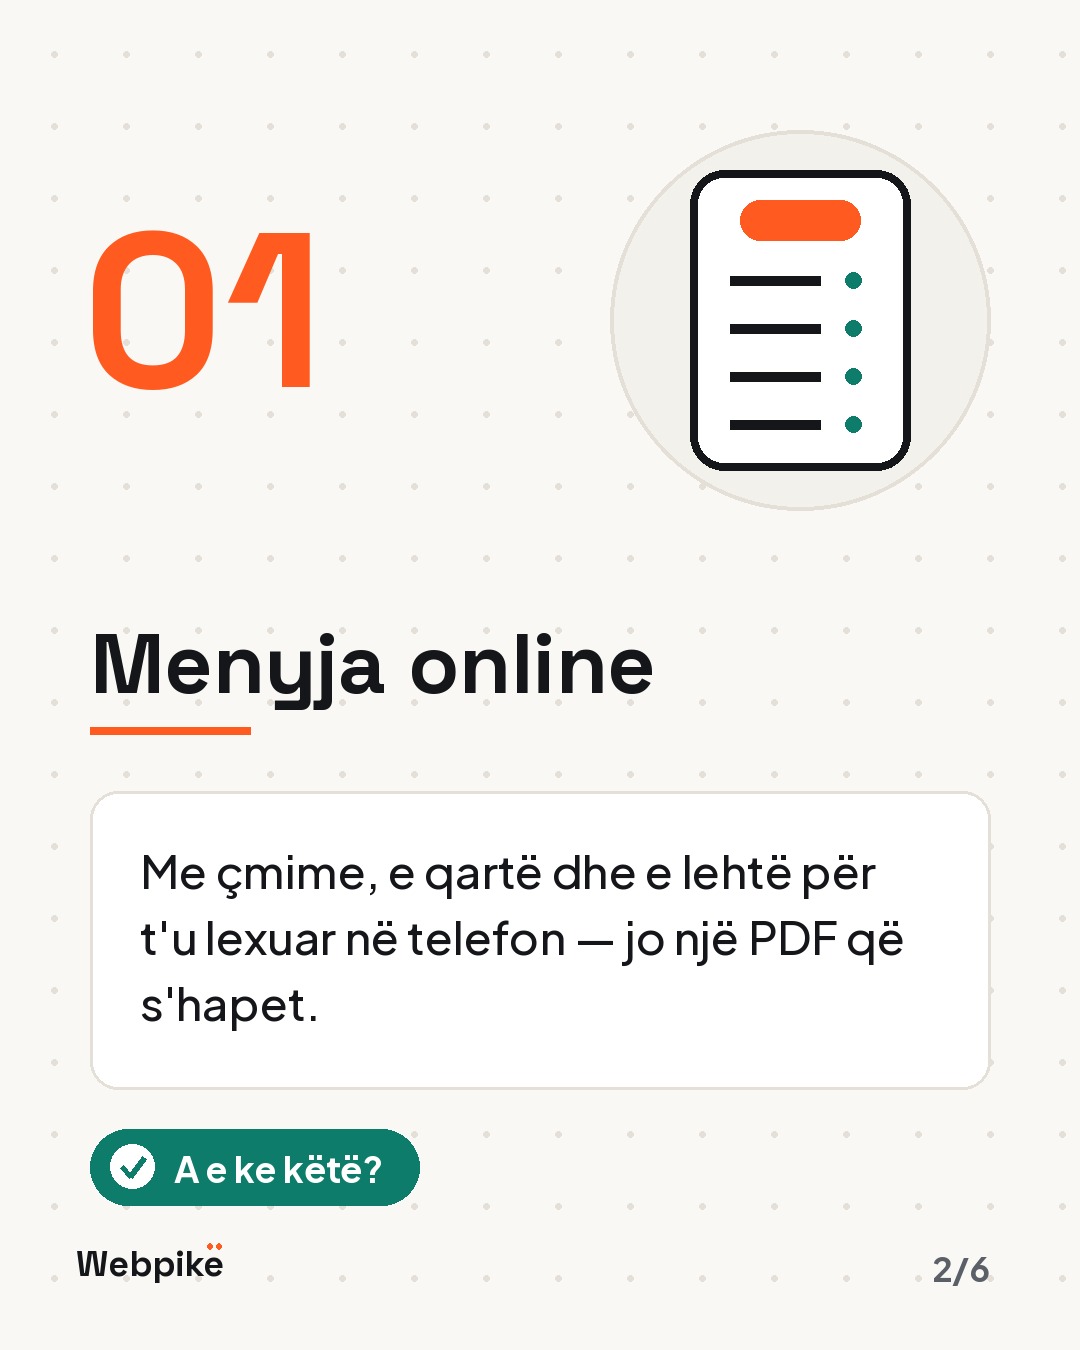 01
Menyja online
Me çmime, e qartë dhe e lehtë për
t'u lexuar në telefon — jo një PDF që
s'hapet.
A e ke këtë?
Webpikë
2/6